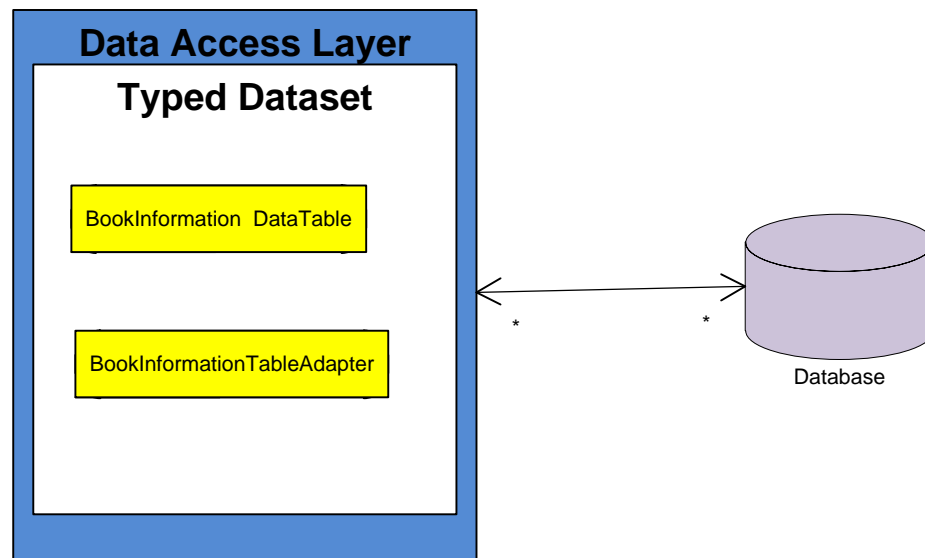 Data Access Layer
Typed Dataset
BookInformation  DataTable
BookInformationTableAdapter
* *
Database